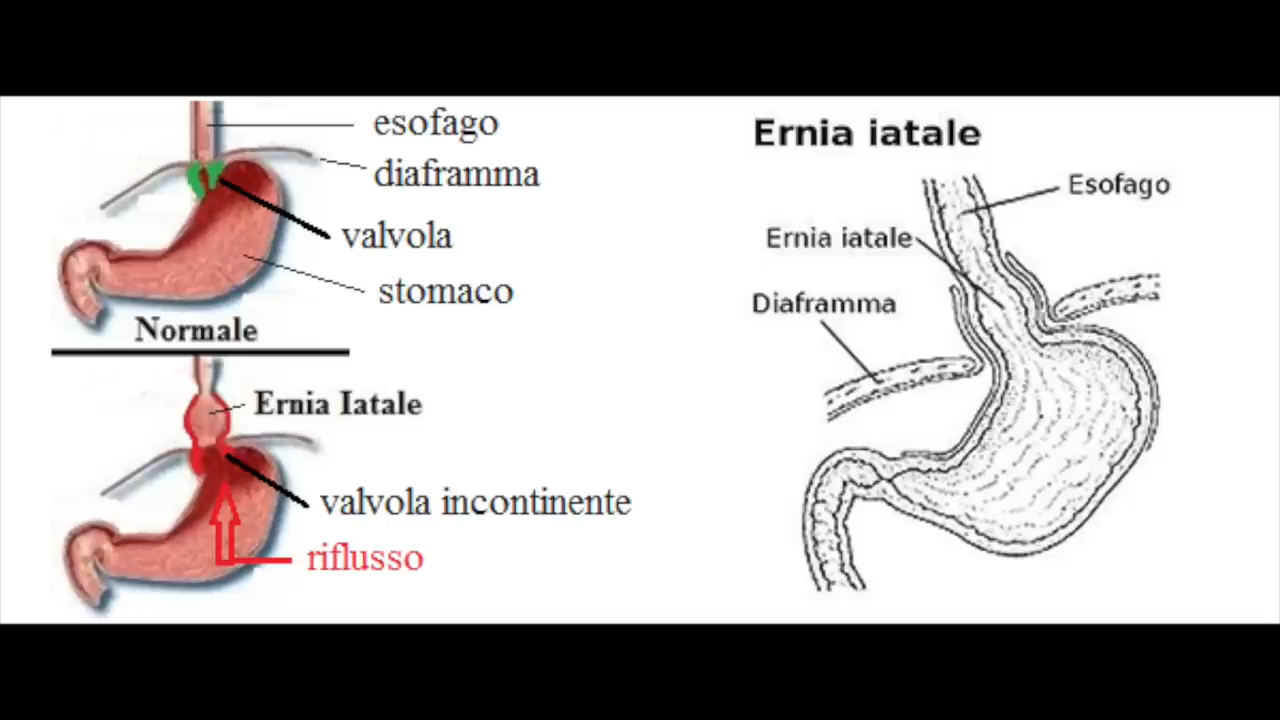 esofago
diaframma
valvola
stomaco
Normale
Ernia Iatale
valvola incontinente
riflusso
Ernia iatale
Esofago
Ernia iatale
Diaframma